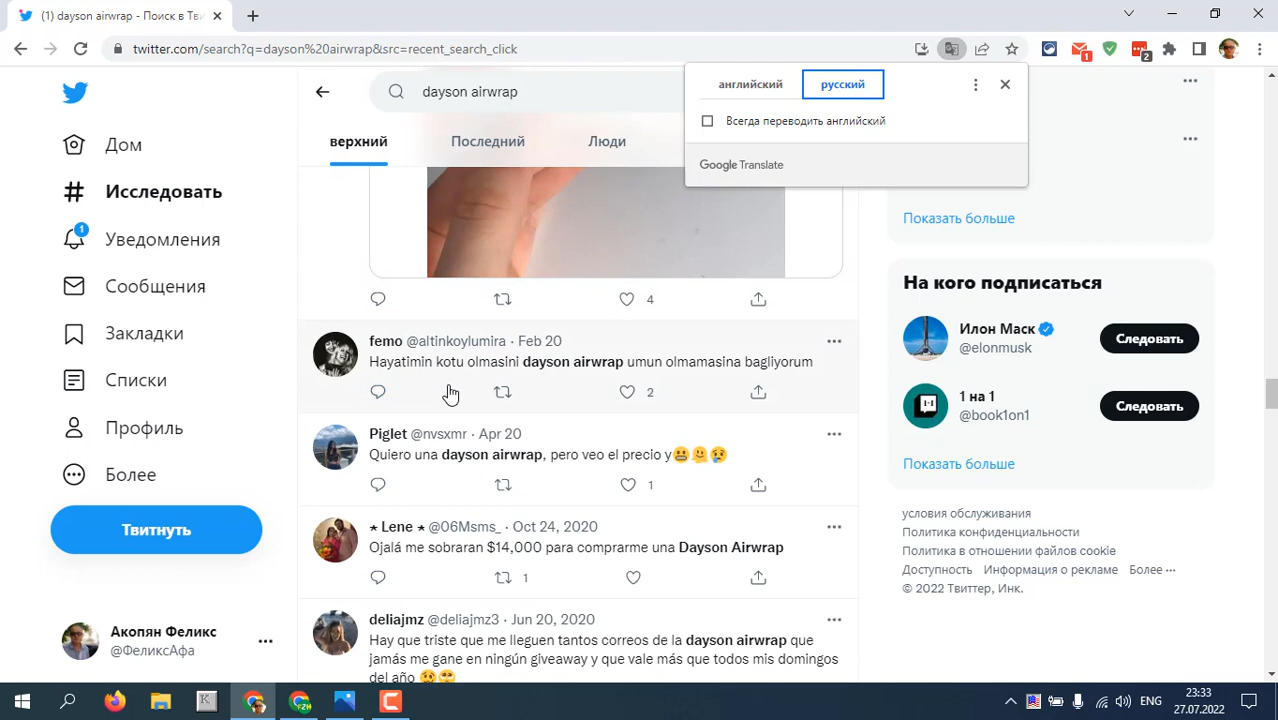 (1) dayson airwrap - Поиск в Тви
twitter.com/search?q=dayson%20airwrap&src=recent_search_click
1
2
английский русский
Всегда переводить английский
Google Translate
dayson airwrap
верхний Последний Люди
Дом
Исследовать
1
Уведомления
Сообщения
Закладки
Списки
Профиль
Более
Твитнуть
Акопян Феликс
@ФеликсАфа
4
femo @altinkoylumira · Feb 20
Hayatimin kotu olmasini dayson airwrap umun olmamasina bagliyorum
2
Piglet @nvsxmr · Apr 20
Quiero una dayson airwrap, pero veo el precio y😬🫠😢
1
⋆ Lene ⋆ @06Msms_ · Oct 24, 2020
Ojalá me sobraran $14,000 para comprarme una Dayson Airwrap
1
deliajmz @deliajmz3 · Jun 20, 2020
Hay que triste que me lleguen tantos correos de la dayson airwrap que
jamás me gane en ningún giveaway y que vale más que todos mis domingos
del año 🤨🙄
Показать больше
На кого подписаться
Илон Маск
@elonmusk
Следовать
1 на 1
@book1on1
Следовать
Показать больше
условия обслуживания
Политика конфиденциальности
Политика в отношении файлов cookie
Доступность Информация о рекламе Более ···
© 2022 Твиттер, Инк.
ENG
23:33
27.07.2022